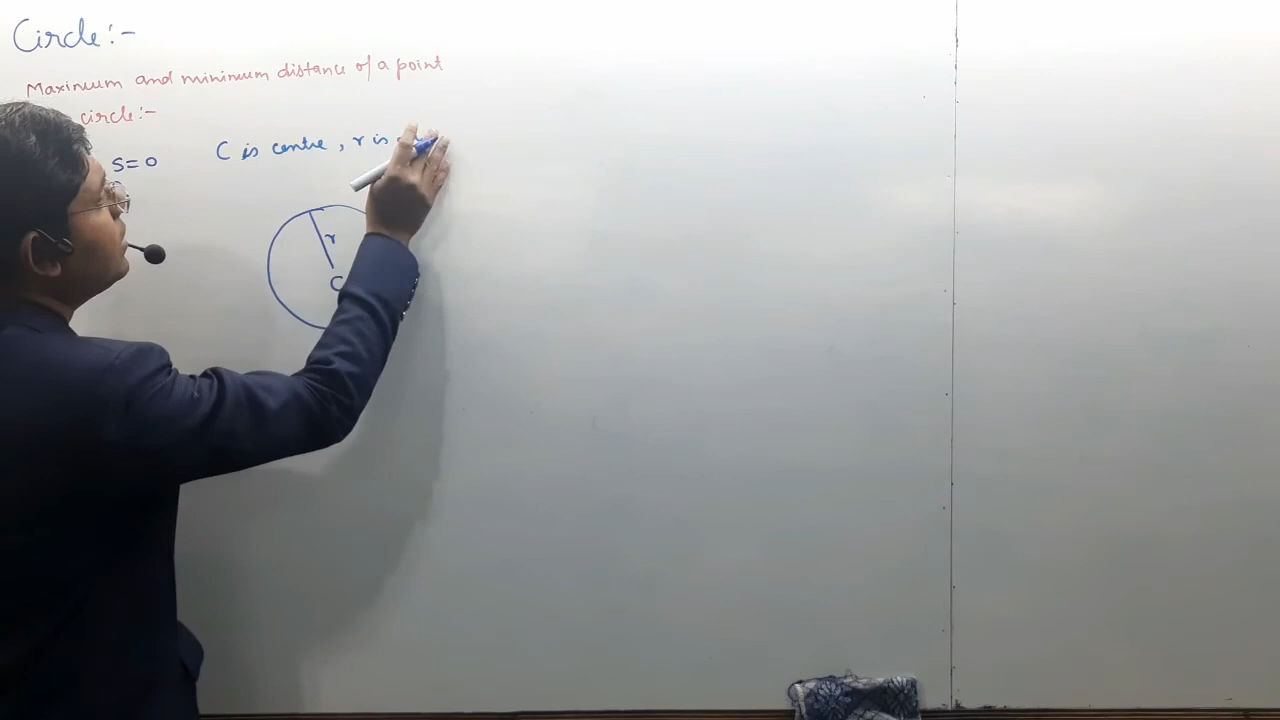 Circle:-
Maximum and minimum distance of a point
circle:-
S=0
C is centre, r is
r
C